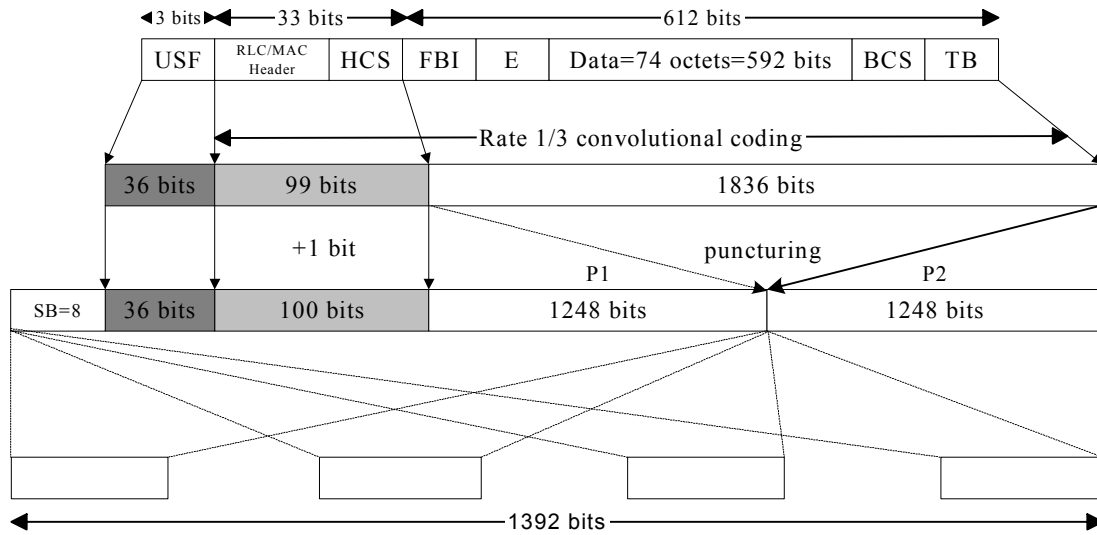 3 bits
33 bits
612 bits
USF
RLC/MAC
Header
HCS
FBI
E
Data=74 octets=592 bits
BCS
TB
Rate 1/3 convolutional coding
36 bits
99 bits
1836 bits
+1 bit
puncturing
P1
P2
SB=8
36 bits
100 bits
1248 bits
1248 bits
1392 bits